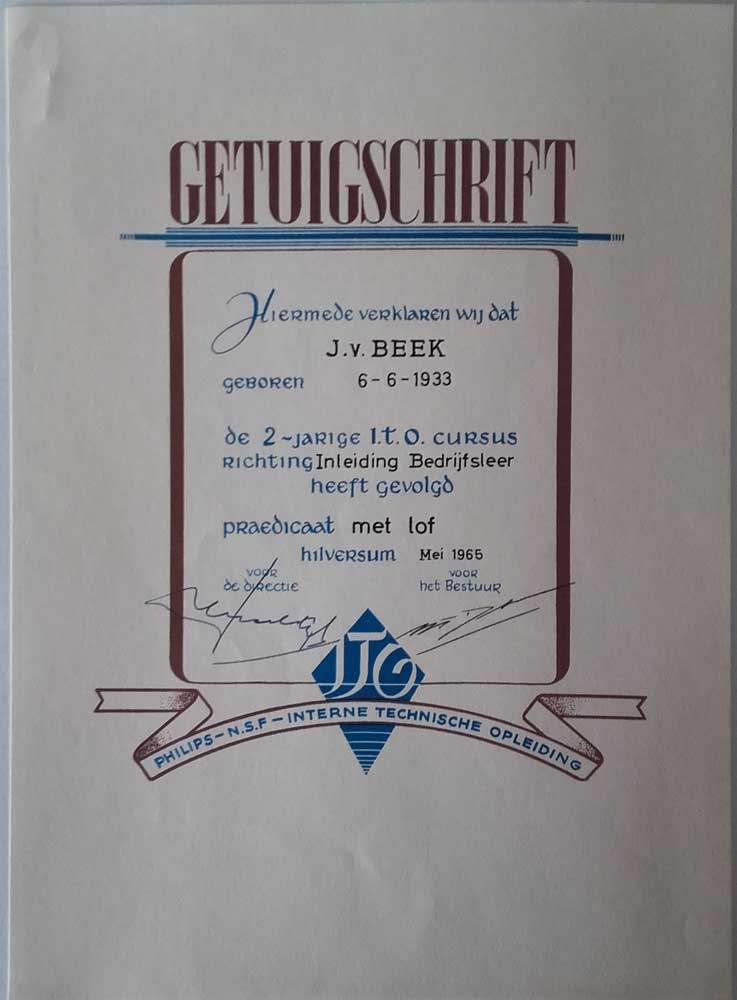 GETUIGSCHRIFT
Hiermede verklaren wij dat
J.v. BEEK
geboren 6-6-1933
de 2-jarige I.T.O. cursus
richting Inleiding Bedrijfsleer
heeft gevolgd
praedicaat met lof
hilversum Mei 1965
voor voor
de directie het Bestuur
ITO
PHILIPS-N.S.F-INTERNE TECHNISCHE OPLEIDING